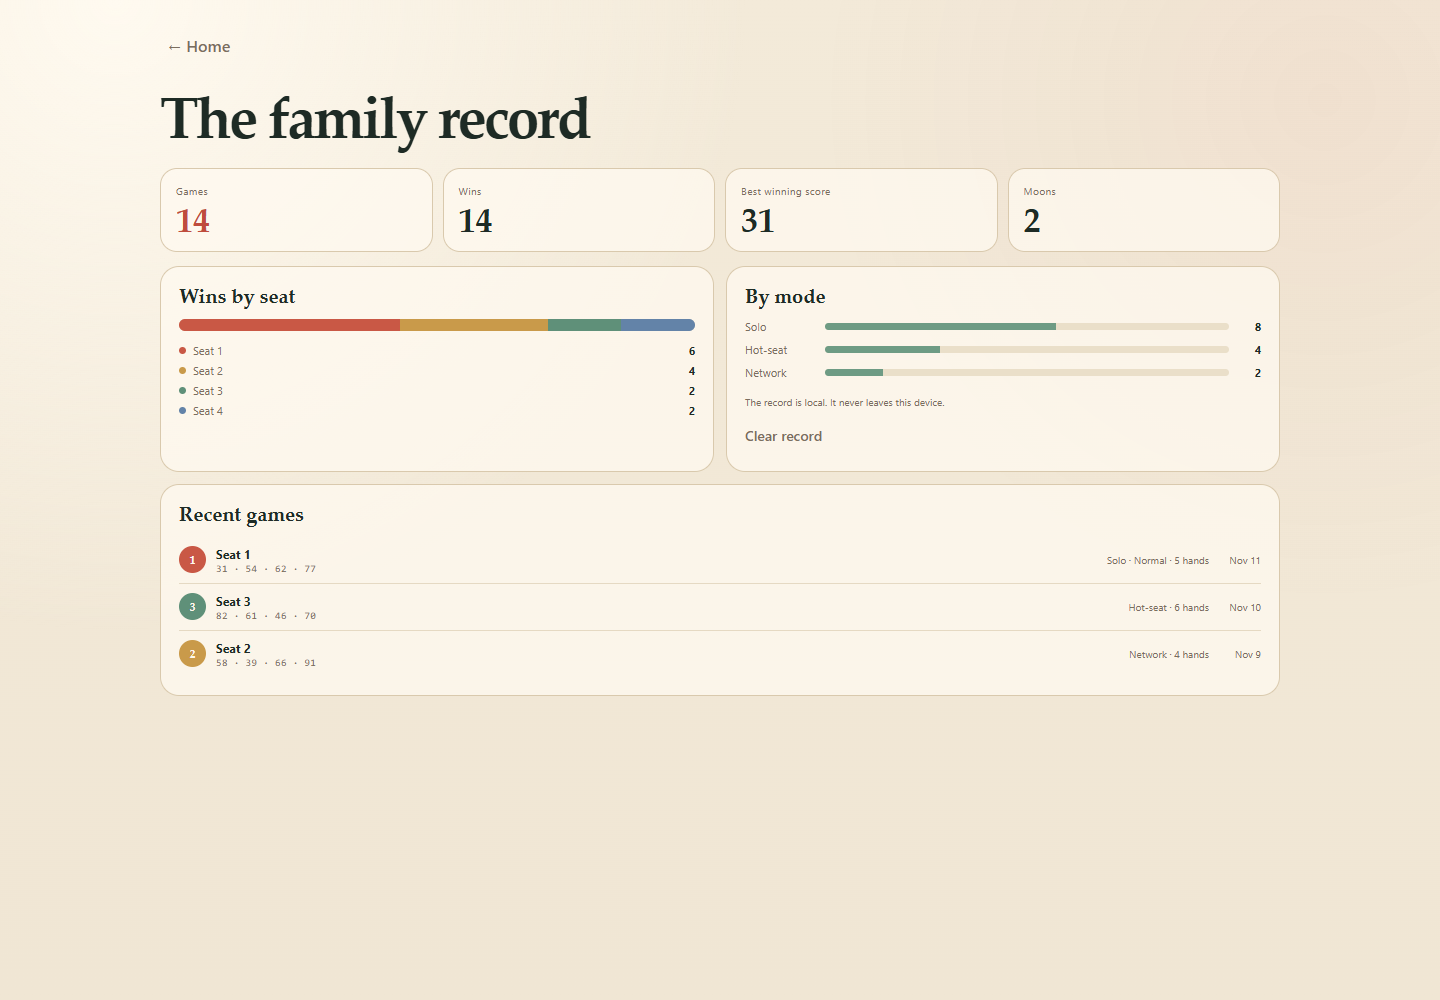 ← Home
The family record
Games
14
Wins
14
Best winning score
31
Moons
2
Wins by seat
Seat 1 6
Seat 2 4
Seat 3 2
Seat 4 2
By mode
Solo 8
Hot-seat 4
Network 2
The record is local. It never leaves this device.
Clear record
Recent games
1 Seat 1
31 · 54 · 62 · 77
Solo · Normal · 5 hands Nov 11
3 Seat 3
82 · 61 · 46 · 70
Hot-seat · 6 hands Nov 10
2 Seat 2
58 · 39 · 66 · 91
Network · 4 hands Nov 9